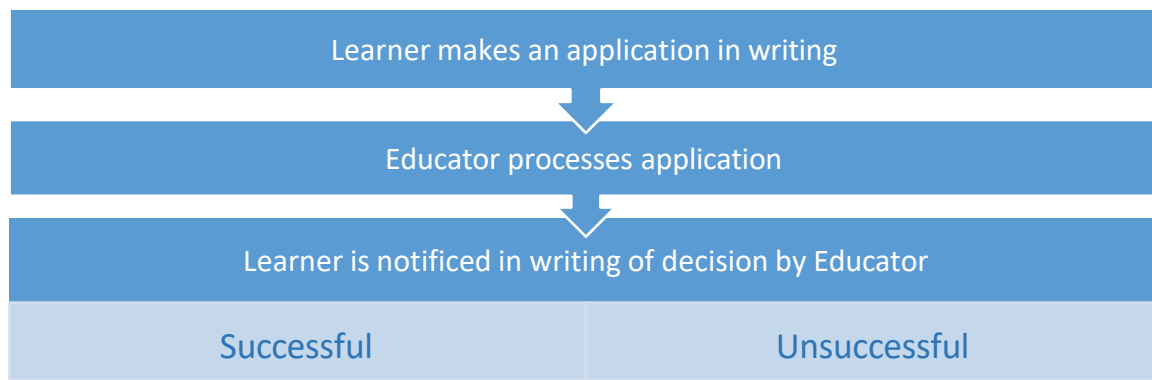 Learner makes an application in writing
Educator processes application
Learner is notificed in writing of decision by Educator
Successful
Unsuccessful